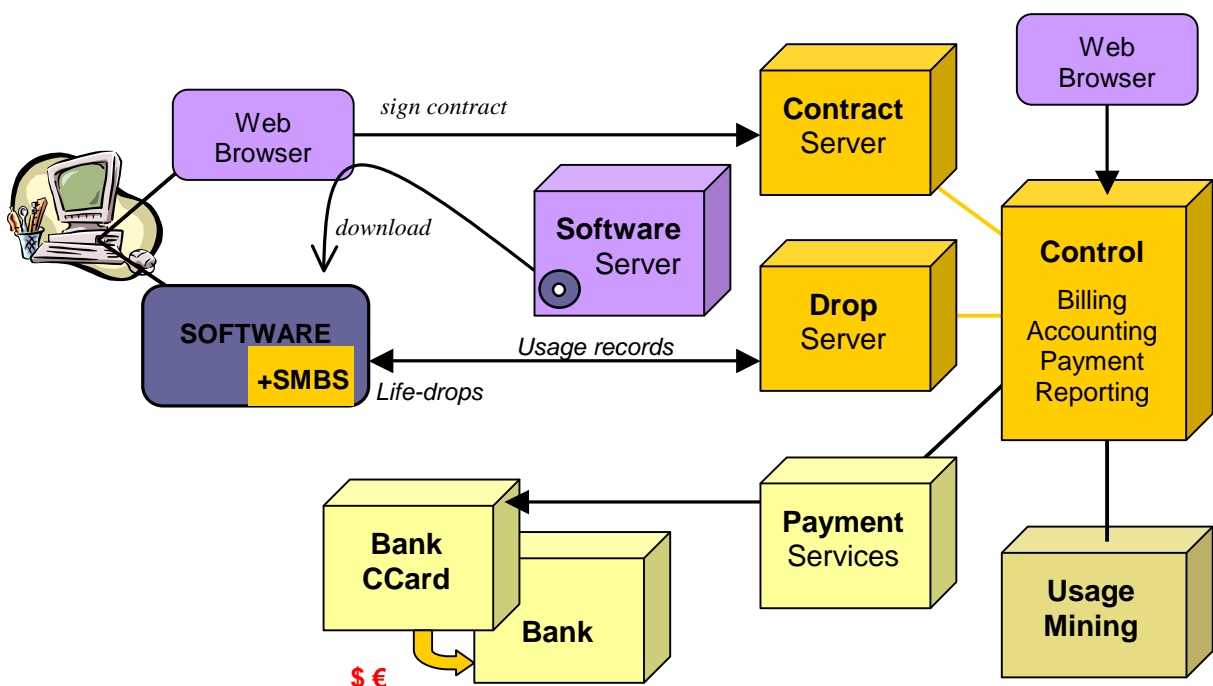 Web
Browser
sign contract
Contract
Server
Web
Browser
download
Software
Server
Control
Billing
Accounting
Payment
Reporting
SOFTWARE
+SMBS
Usage records
Life-drops
Drop
Server
Bank
CCard
Bank
$ €
Payment
Services
Usage
Mining